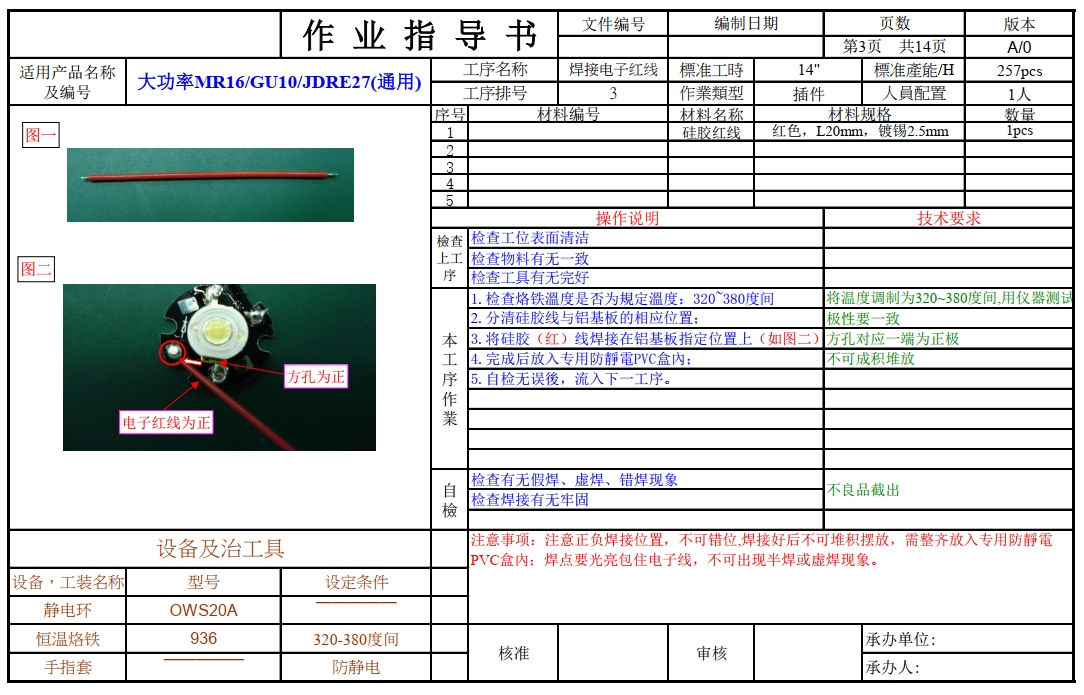 作业指导书
文件编号 编制日期 页数 版本
第3页 共14页 A/0
适用产品名称及编号 大功率MR16/GU10/JDRE27(通用)
工序名称 焊接电子红线 標准工時 14" 標准產能/H 257pcs
工序排号 3 作業類型 插件 人員配置 1人
序号 材料编号 材料名称 材料规格 数量
1 硅胶红线 红色，L20mm，镀锡2.5mm 1pcs
2
3
4
5
图一
图二
方孔为正
电子红线为正
操作说明 技术要求
檢查上工序
检查工位表面清洁
检查物料有无一致
检查工具有无完好
本工序作業
1.检查烙铁溫度是否为规定溫度：320~380度间 将温度调制为320~380度间,用仪器测试
2.分清硅胶线与铝基板的相应位置； 极性要一致
3.将硅胶（红）线焊接在铝基板指定位置上（如图二） 方孔对应一端为正极
4.完成后放入专用防靜電PVC盒内； 不可成积堆放
5.自检无误後，流入下一工序。
自檢
检查有无假焊、虚焊、错焊现象
检查焊接有无牢固
不良品截出
设备及治工具
注意事项：注意正负焊接位置，不可错位,焊接好后不可堆积摆放，需整齐放入专用防靜電
PVC盒内；焊点要光亮包住电子线，不可出现半焊或虚焊现象。
设备，工装名称 型号 设定条件
静电环 OWS20A ——————
恒温烙铁 936 320-380度间
手指套 —————— 防静电
核准 审核 承办单位:
承办人: